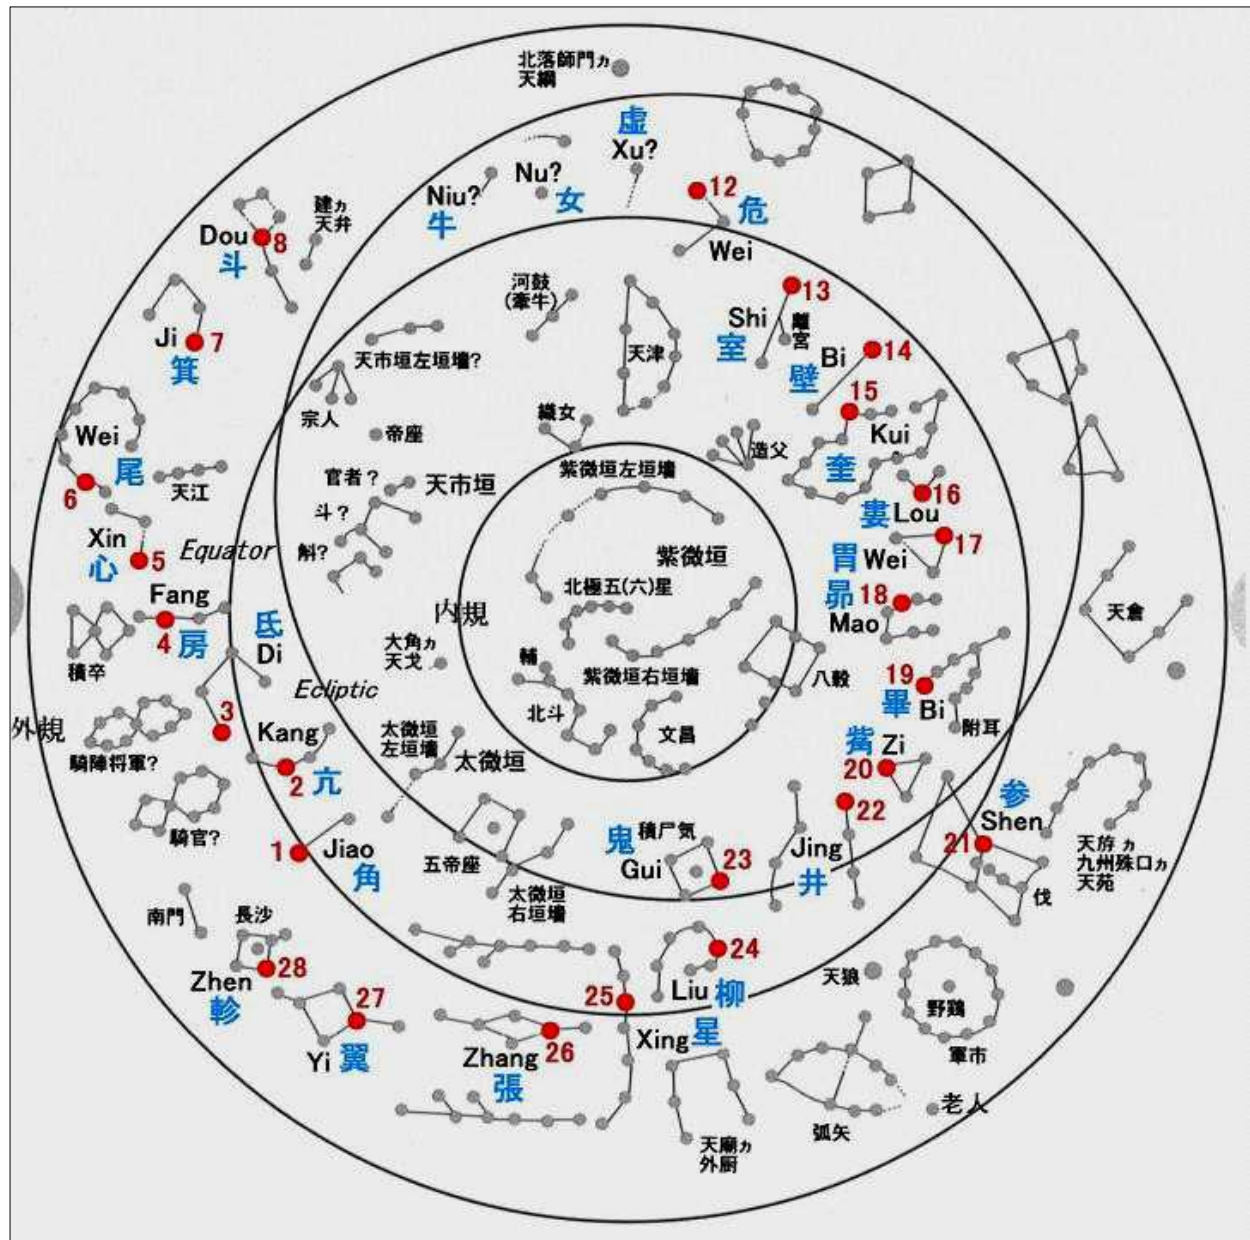 北落師門ヵ
天綱
虚
Xu?
Nu?
女
Niu?
牛
12
危
Wei
建ヵ
天弁
Dou
8
斗
河鼓
(牽牛)
13
Shi
室
離宮
Ji
7
箕
天市垣左垣墻?
天津
Bi
14
壁
15
宗人
帝座
織女
造父
Kui
奎
Wei
尾
6
天江
官者?
天市垣
斗?
斛?
紫微垣左垣墻
16
婁
Lou
Xin
5
心
Equator
紫微垣
胃
Wei
17
Fang
4
房
氐
Di
内規
北極五(六)星
昴
18
Mao
天倉
積卒
大角ヵ
天戈
輔
紫微垣右垣墻
八穀
19
畢
Bi
附耳
Ecliptic
3
外規
騎陣将軍?
Kang
2
亢
太微垣
左垣墻
太微垣
北斗
文昌
觜
Zi
20
騎官?
1
Jiao
角
五帝座
太微垣
右垣墻
鬼
積尸気
Gui
23
22
Jing
井
参
Shen
21
伐
天旂ヵ
九州殊口ヵ
天苑
南門
長沙
28
Zhen
軫
27
Yi
翼
24
Liu
柳
25
Xing
星
天狼
野鶏
軍市
26
Zhang
張
天廟ヵ
外厨
弧矢
老人